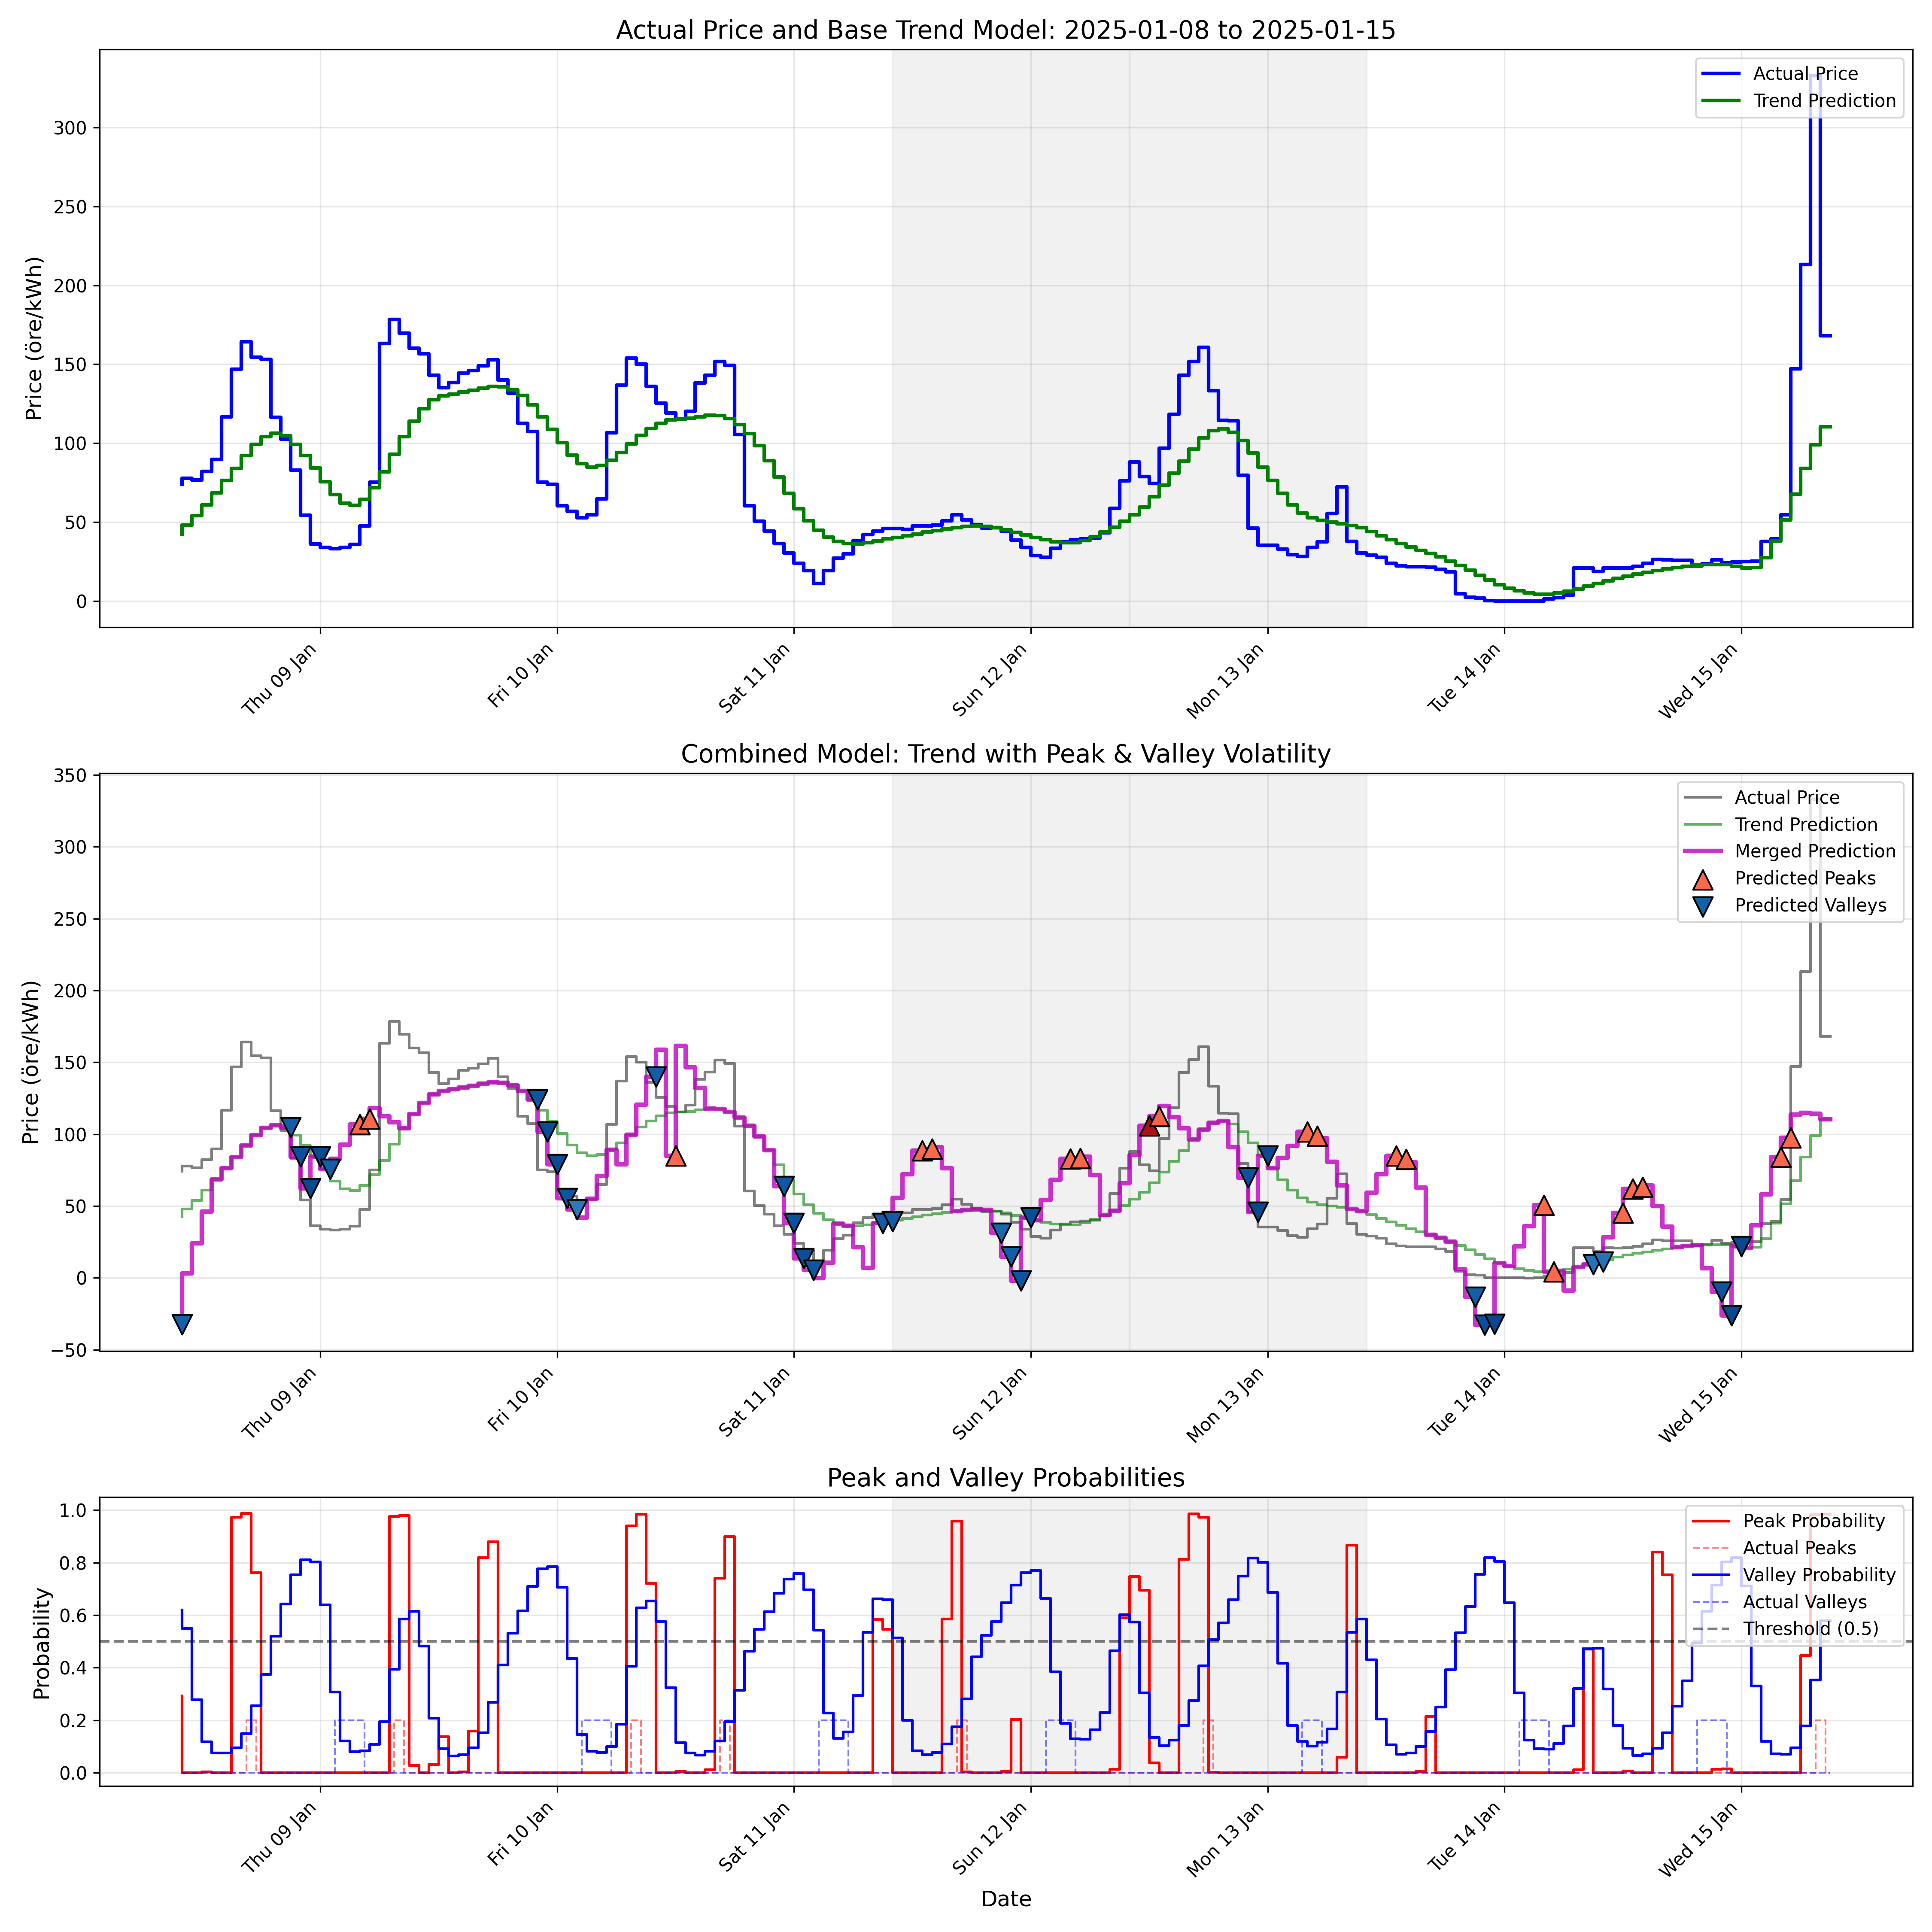 Actual Price and Base Trend Model: 2025-01-08 to 2025-01-15
Price (öre/kWh)
300
250
200
150
100
50
0
Actual Price
Trend Prediction
Thu 09 Jan
Fri 10 Jan
Sat 11 Jan
Sun 12 Jan
Mon 13 Jan
Tue 14 Jan
Wed 15 Jan
Combined Model: Trend with Peak & Valley Volatility
Price (öre/kWh)
350
300
250
200
150
100
50
0
−50
Actual Price
Trend Prediction
Merged Prediction
Predicted Peaks
Predicted Valleys
Thu 09 Jan
Fri 10 Jan
Sat 11 Jan
Sun 12 Jan
Mon 13 Jan
Tue 14 Jan
Wed 15 Jan
Peak and Valley Probabilities
Probability
1.0
0.8
0.6
0.4
0.2
0.0
Peak Probability
Actual Peaks
Valley Probability
Actual Valleys
Threshold (0.5)
Thu 09 Jan
Fri 10 Jan
Sat 11 Jan
Sun 12 Jan
Mon 13 Jan
Tue 14 Jan
Wed 15 Jan
Date